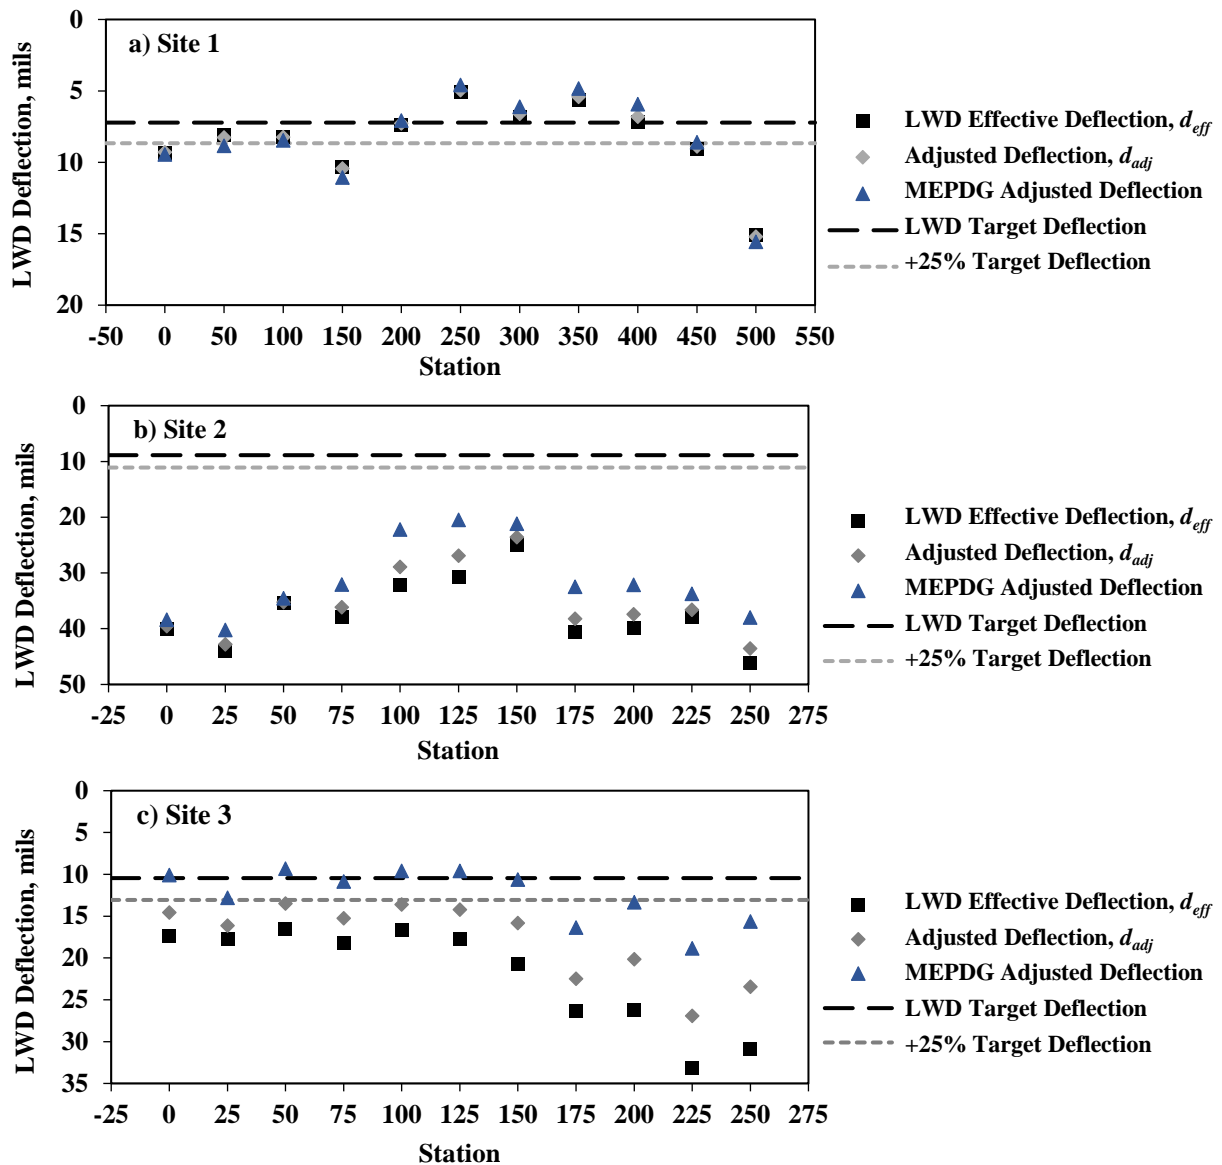 a) Site 1
LWD Deflection, mils
0
5
10
15
20
-50 0 50 100 150 200 250 300 350 400 450 500 550
Station
LWD Effective Deflection, deff
Adjusted Deflection, dadj
MEPDG Adjusted Deflection
LWD Target Deflection
+25% Target Deflection
b) Site 2
LWD Deflection, mils
0
10
20
30
40
50
-25 0 25 50 75 100 125 150 175 200 225 250 275
Station
LWD Effective Deflection, deff
Adjusted Deflection, dadj
MEPDG Adjusted Deflection
LWD Target Deflection
+25% Target Deflection
c) Site 3
LWD Deflection, mils
0
5
10
15
20
25
30
35
-25 0 25 50 75 100 125 150 175 200 225 250 275
Station
LWD Effective Deflection, deff
Adjusted Deflection, dadj
MEPDG Adjusted Deflection
LWD Target Deflection
+25% Target Deflection